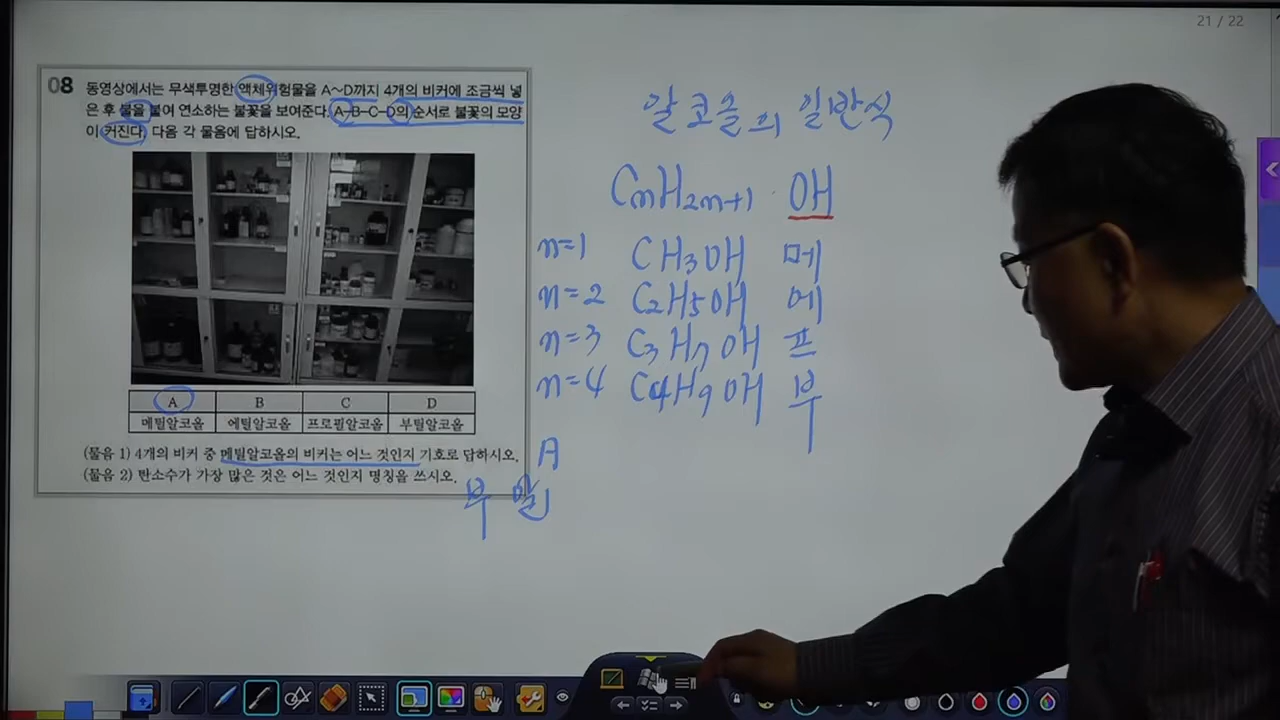 21 / 22
08 동영상에서는 무색투명한 액체위험물을 A~D까지 4개의 비커에 조금씩 넣
은 후 불을 붙여 연소하는 불꽃을 보여준다. A-B-C-D의 순서로 불꽃의 모양
이 커진다. 다음 각 물음에 답하시오.
A B C D
메틸알코올 에틸알코올 프로필알코올 부틸알코올
(물음 1) 4개의 비커 중 메틸알코올의 비커는 어느 것인지 기호로 답하시오.
(물음 2) 탄소수가 가장 많은 것은 어느 것인지 명칭을 쓰시오.
A
부 알
알코올의 일반식
CnH2n+1 · OH
n=1 CH3OH 메
n=2 C2H5OH 에
n=3 C3H7OH 프
n=4 C4H9OH 부